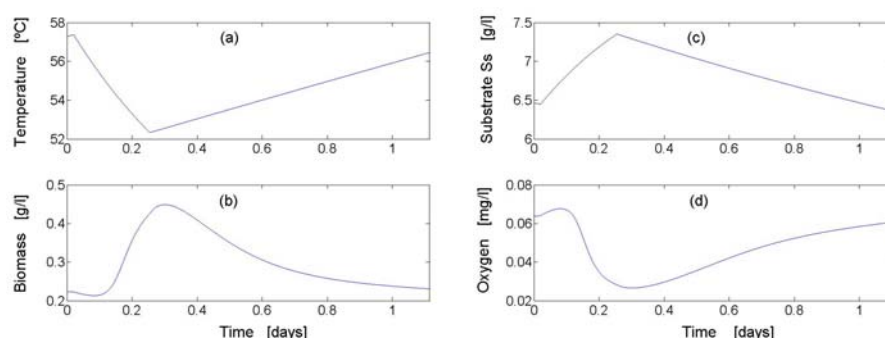 Temperature [ºC]
58
56
54
52
(a)
0 0.2 0.4 0.6 0.8 1
Substrate Ss [g/l]
7.5
7
6.5
6
(c)
0 0.2 0.4 0.6 0.8 1
Biomass [g/l]
0.5
0.4
0.3
0.2
(b)
0 0.2 0.4 0.6 0.8 1
Time [days]
Oxygen [mg/l]
0.08
0.06
0.04
0.02
(d)
0 0.2 0.4 0.6 0.8 1
Time [days]